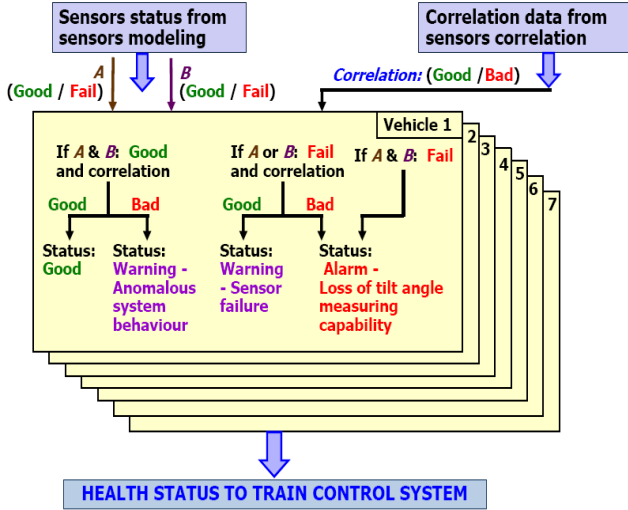 Sensors status from
sensors modeling
Correlation data from
sensors correlation
A
B
(Good / Fail)
(Good / Fail)
Correlation: (Good /Bad)
Vehicle 1
2
3
4
5
6
7
If A & B: Good
and correlation
If A or B: Fail
and correlation
If A & B: Fail
Good
Bad
Good
Bad
Status:
Good
Status:
Warning -
Anomalous
system
behaviour
Status:
Warning
- Sensor
failure
Status:
Alarm -
Loss of tilt angle
measuring
capability
HEALTH STATUS TO TRAIN CONTROL SYSTEM